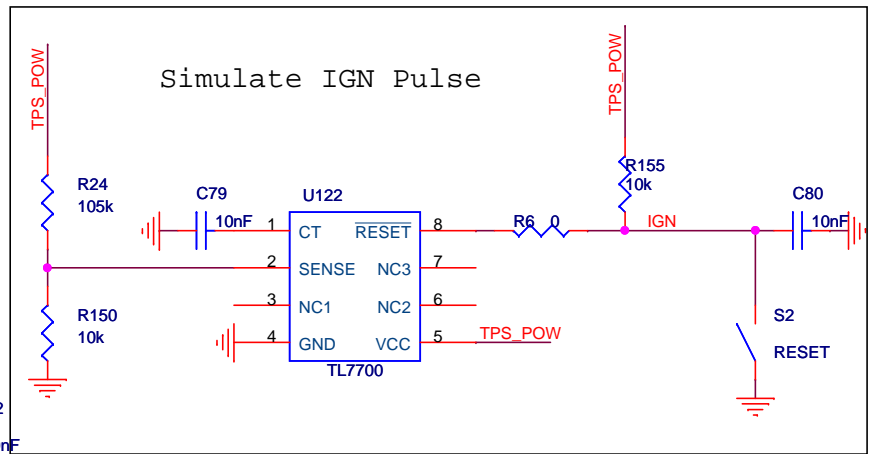 Simulate IGN Pulse
TPS_POW
TPS_POW
R24
105k
C79
10nF
U122
R155
10k
C80
10nF
R6 0
IGN
1 CT RESET 8
2 SENSE NC3 7
3 NC1 NC2 6
4 GND VCC 5
TPS_POW
TL7700
R150
10k
S2
RESET
2
nF